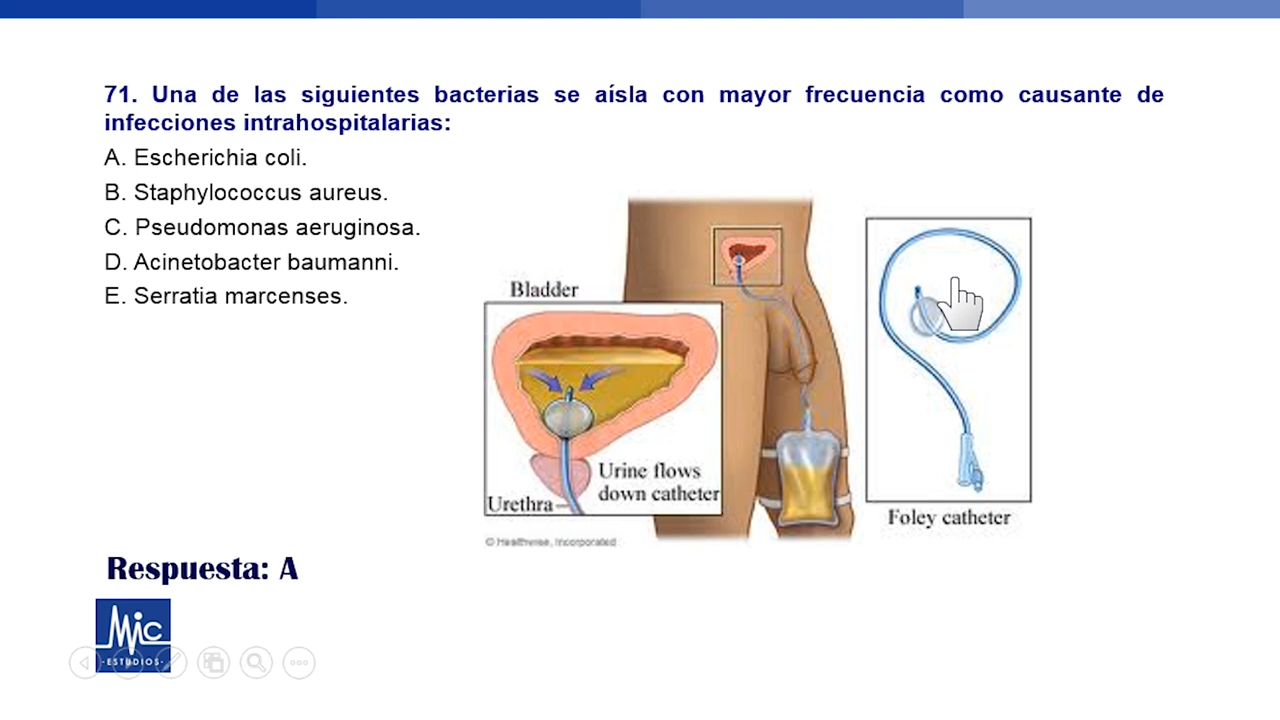 71. Una de las siguientes bacterias se aísla con mayor frecuencia como causante de
infecciones intrahospitalarias:
A. Escherichia coli.
B. Staphylococcus aureus.
C. Pseudomonas aeruginosa.
D. Acinetobacter baumanni.
E. Serratia marcenses.
Bladder
Urine flows
down catheter
Urethra
Foley catheter
© Healthwise, Incorporated
Respuesta: A
Mic
-ESTUDIOS-